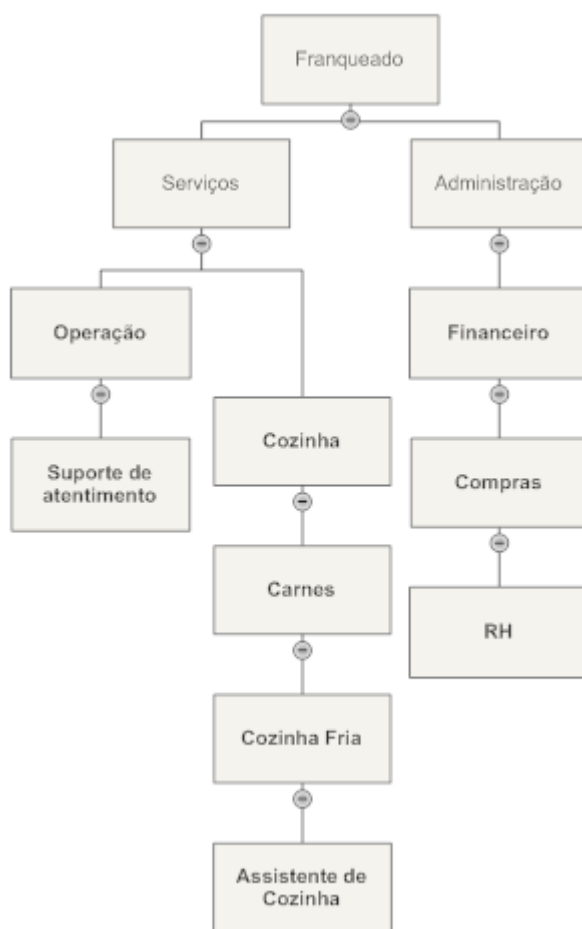 Franqueado
Serviços
Administração
Operação
Financeiro
Cozinha
Suporte de
atentimento
Compras
Carnes
RH
Cozinha Fria
Assistente de
Cozinha